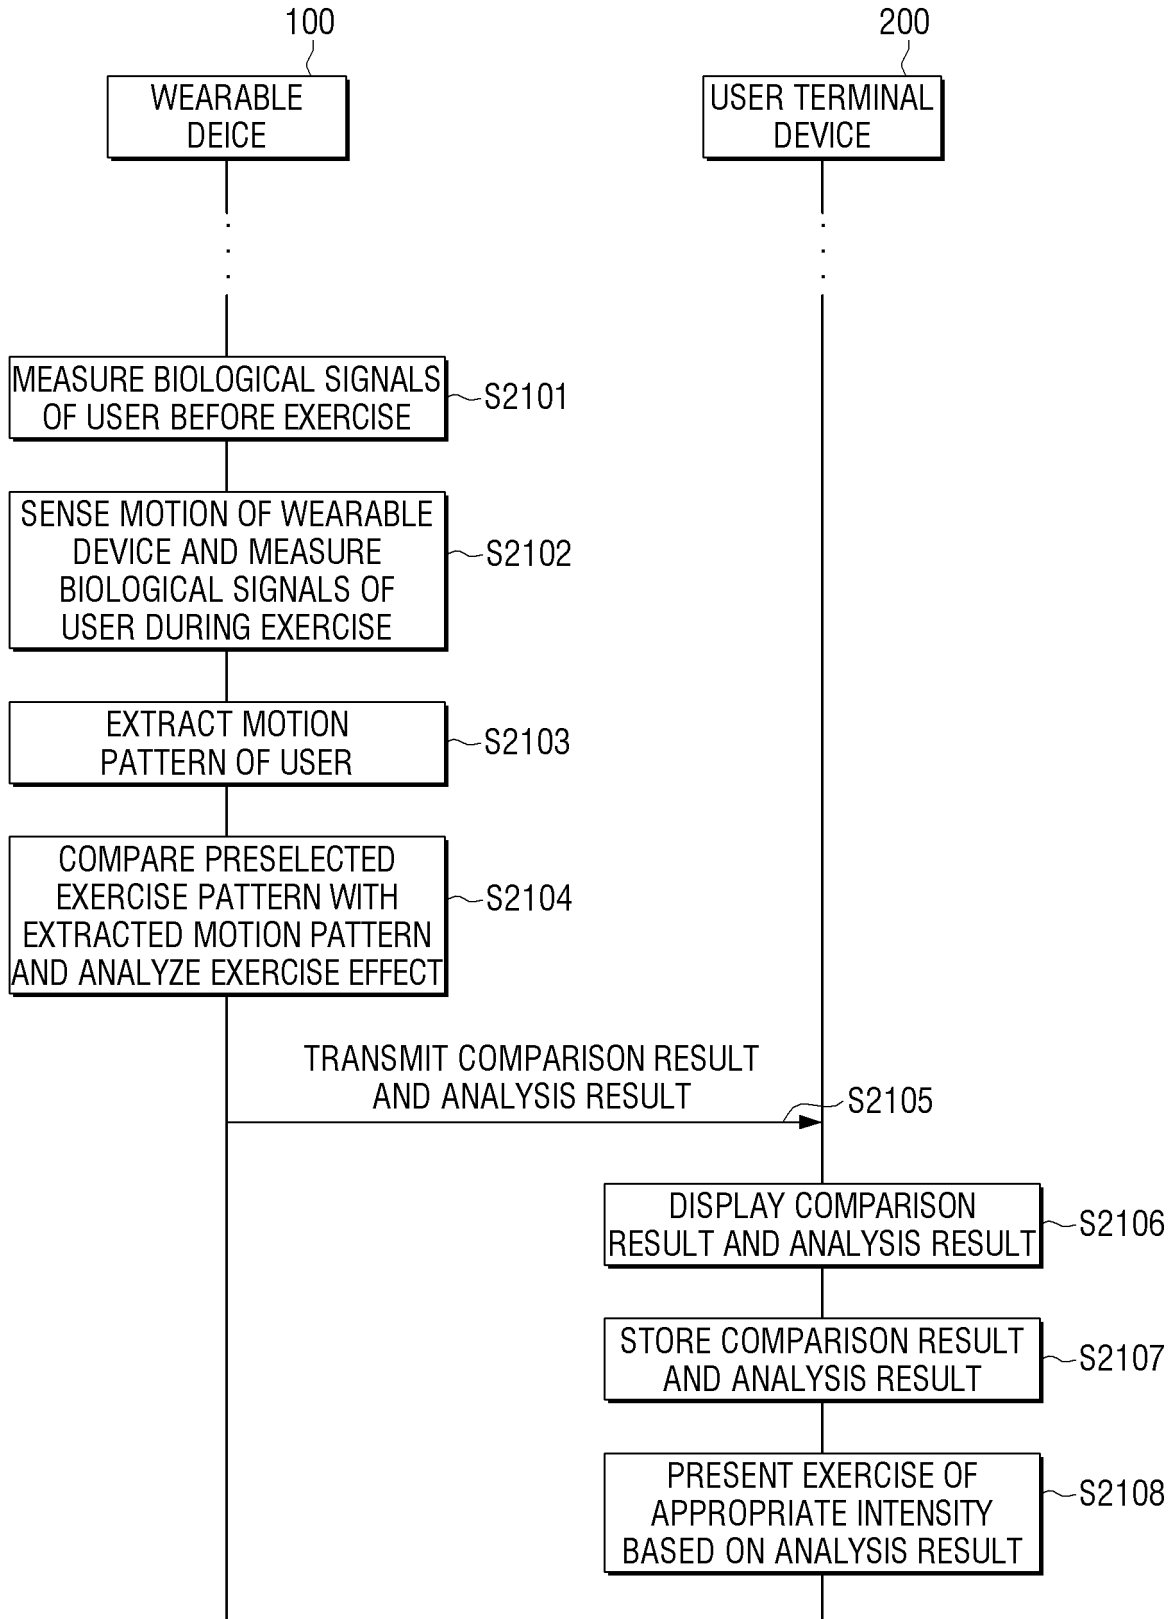 100
200
WEARABLE
DEICE
USER TERMINAL
DEVICE
MEASURE BIOLOGICAL SIGNALS
OF USER BEFORE EXERCISE
S2101
SENSE MOTION OF WEARABLE
DEVICE AND MEASURE
BIOLOGICAL SIGNALS OF
USER DURING EXERCISE
S2102
EXTRACT MOTION
PATTERN OF USER
S2103
COMPARE PRESELECTED
EXERCISE PATTERN WITH
EXTRACTED MOTION PATTERN
AND ANALYZE EXERCISE EFFECT
S2104
TRANSMIT COMPARISON RESULT
AND ANALYSIS RESULT
S2105
DISPLAY COMPARISON
RESULT AND ANALYSIS RESULT
S2106
STORE COMPARISON RESULT
AND ANALYSIS RESULT
S2107
PRESENT EXERCISE OF
APPROPRIATE INTENSITY
BASED ON ANALYSIS RESULT
S2108